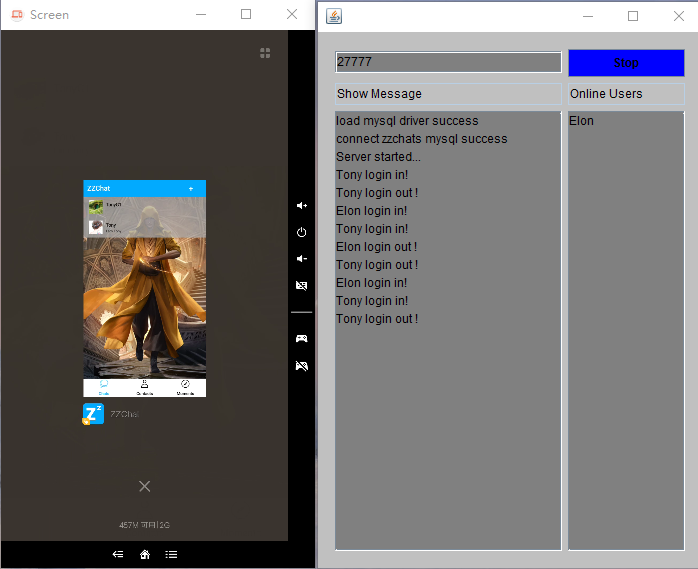 Screen
ZZChat
+
Tony
Chats
Contacts
Moments
ZZChat
457M 可用 | 2G
27777
Stop
Show Message
Online Users
load mysql driver success
connect zzchats mysql success
Server started...
Tony login in!
Tony login out !
Elon login in!
Tony login in!
Elon login out !
Tony login out !
Elon login in!
Tony login in!
Tony login out !
Elon